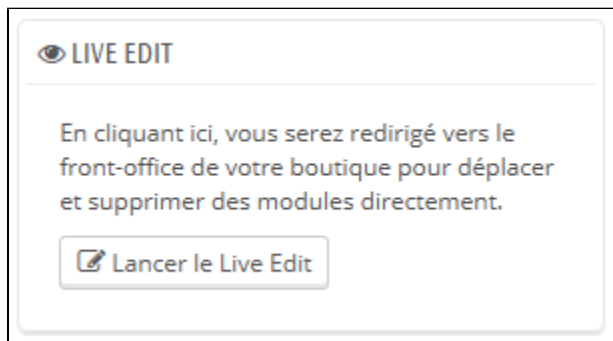 LIVE EDIT
En cliquant ici, vous serez redirigé vers le
front-office de votre boutique pour déplacer
et supprimer des modules directement.
Lancer le Live Edit